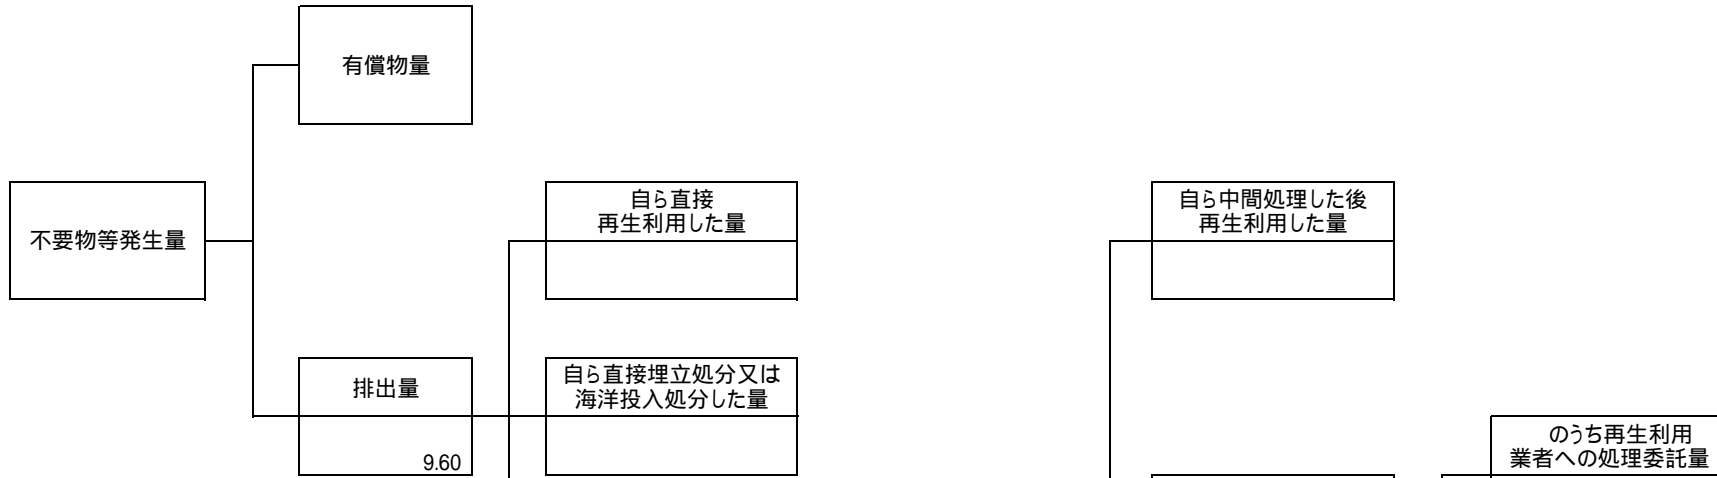 有償物量
不要物等発生量
自ら直接
再生利用した量
自ら中間処理した後
再生利用した量
排出量
9.60
自ら直接埋立処分又は
海洋投入処分した量
のうち再生利用
業者への処理委託量